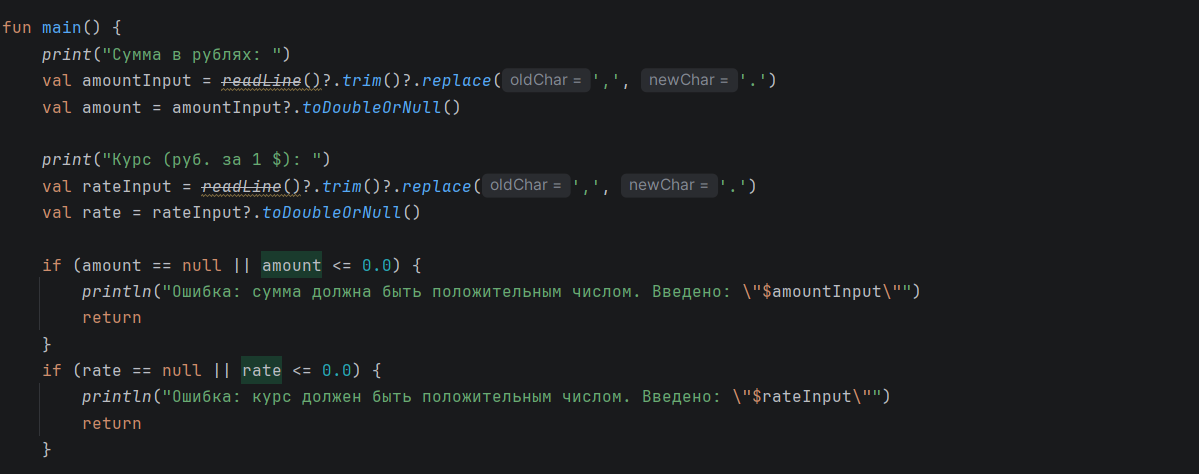 fun main() {
    print("Сумма в рублях: ")
    val amountInput = readLine()?.trim()?.replace( oldChar = ',', newChar = '.')
    val amount = amountInput?.toDoubleOrNull()

    print("Курс (руб. за 1 $): ")
    val rateInput = readLine()?.trim()?.replace( oldChar = ',', newChar = '.')
    val rate = rateInput?.toDoubleOrNull()

    if (amount == null || amount <= 0.0) {
        println("Ошибка: сумма должна быть положительным числом. Введено: \"$amountInput\"")
        return
    }
    if (rate == null || rate <= 0.0) {
        println("Ошибка: курс должен быть положительным числом. Введено: \"$rateInput\"")
        return
    }